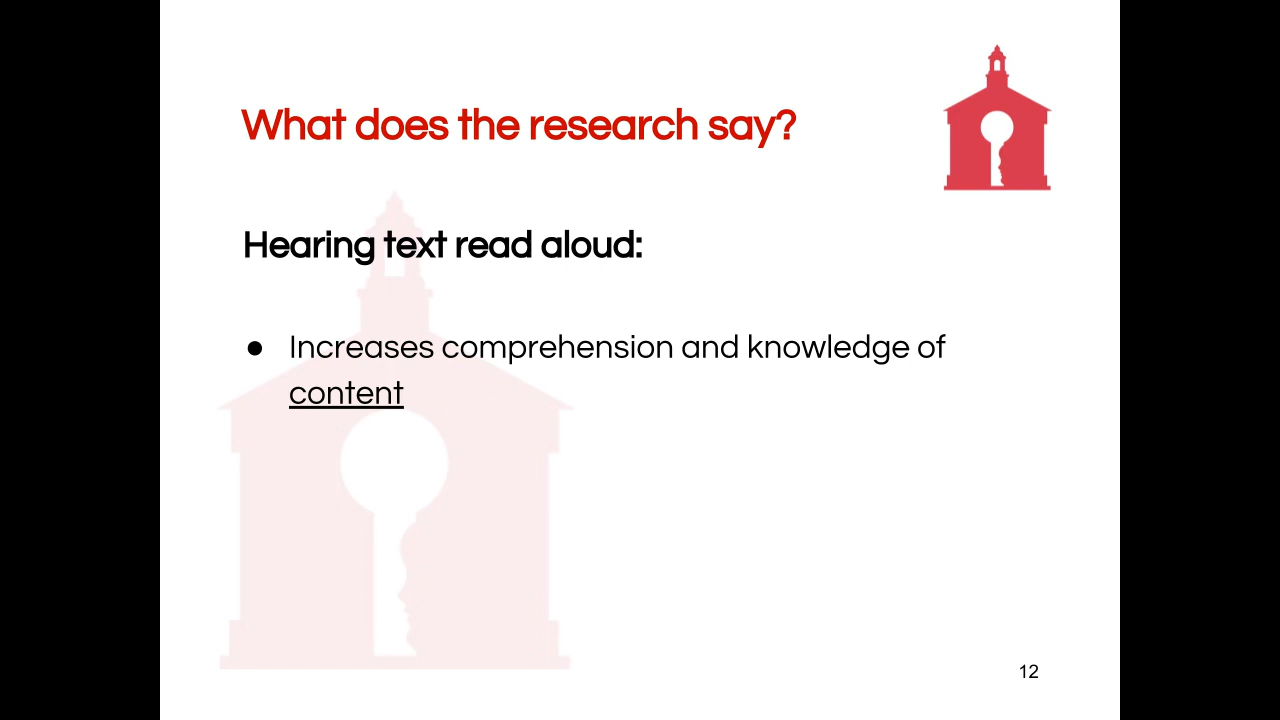 What does the research say?
Hearing text read aloud:
● Increases comprehension and knowledge of
content
12